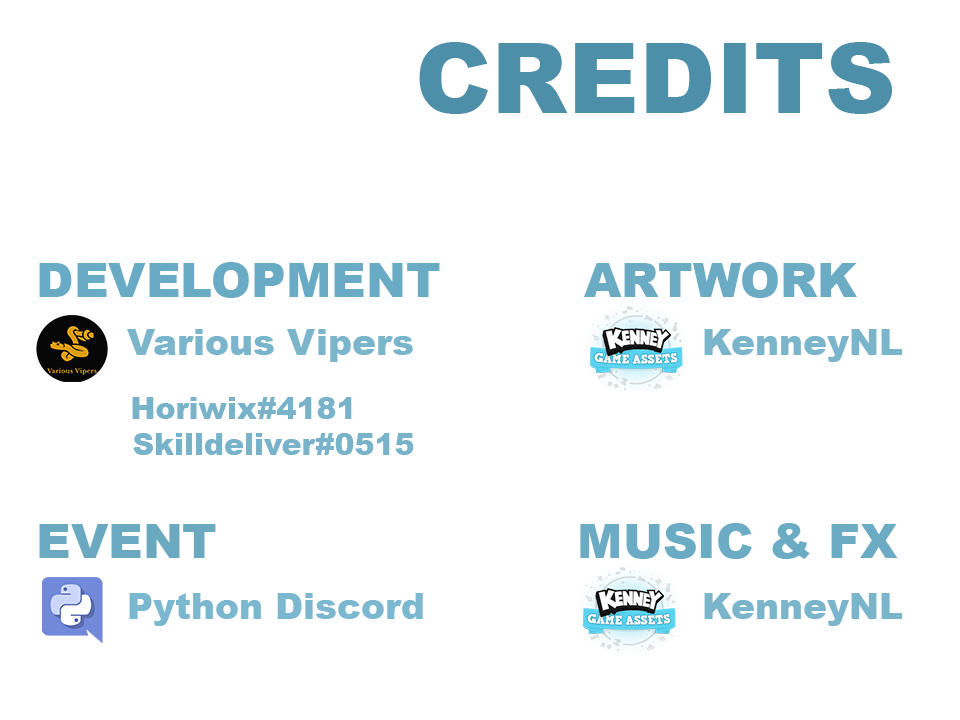 CREDITS
DEVELOPMENT
Various Vipers
Various Vipers
Horiwix#4181
Skilldeliver#0515
ARTWORK
KENNEY
GAME ASSETS
KenneyNL
EVENT
Python Discord
MUSIC & FX
KENNEY
GAME ASSETS
KenneyNL